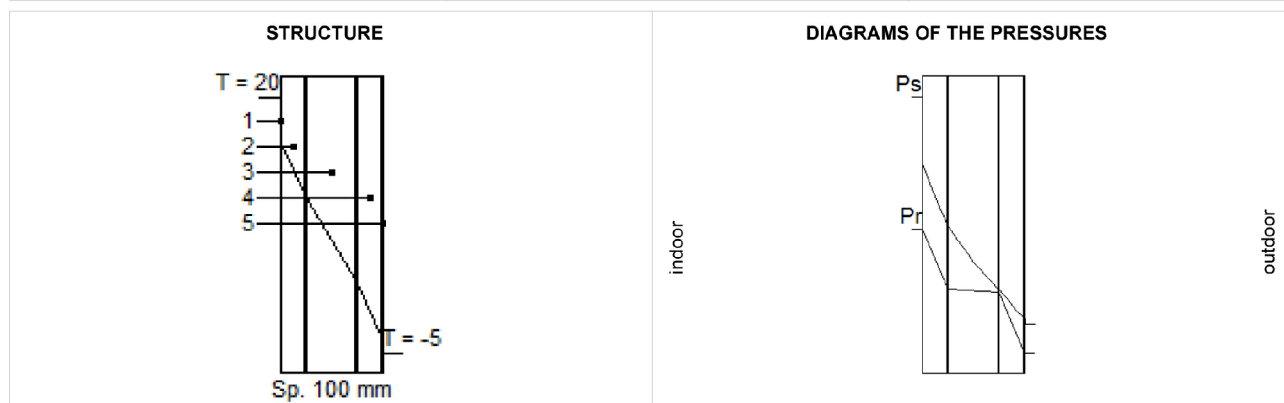 STRUCTURE
T = 20
1
2
3
4
5
T = -5
Sp. 100 mm
DIAGRAMS OF THE PRESSURES
Ps
Pr
indoor
outdoor